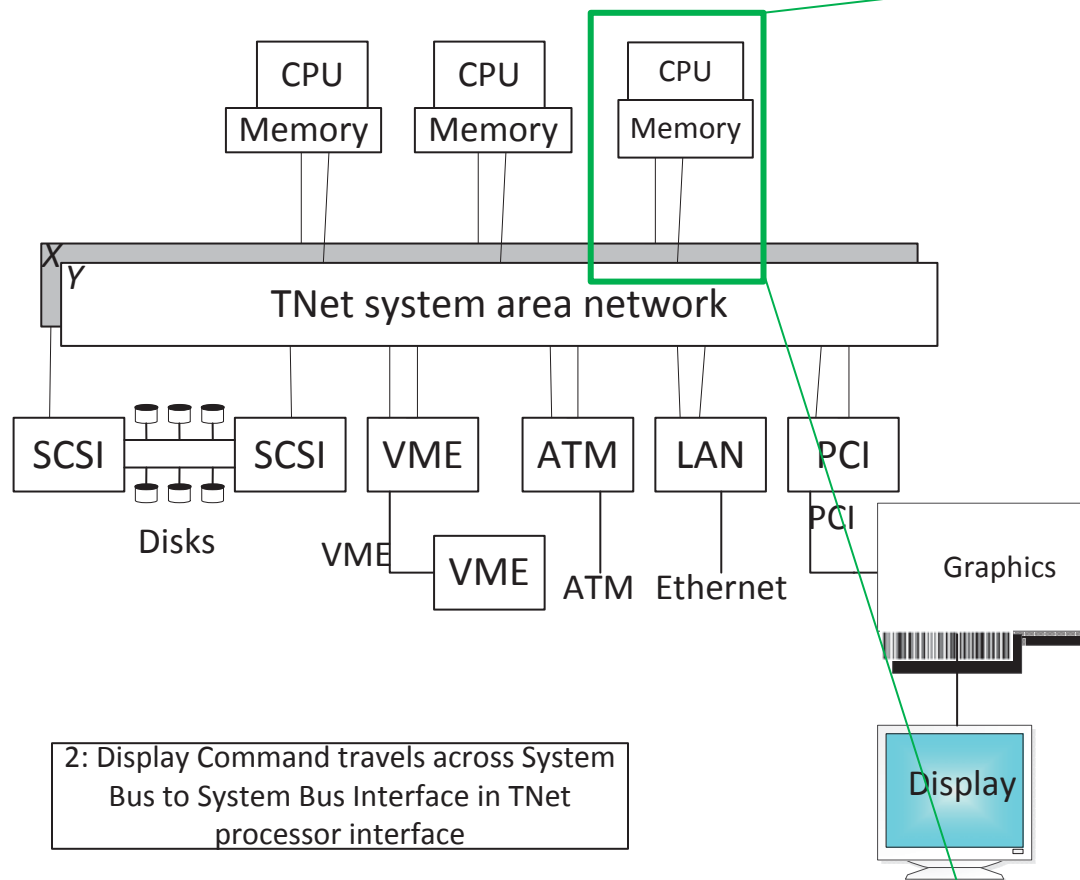 CPU
CPU
CPU
Memory
Memory
Memory
X
Y
TNet system area network
SCSI
SCSI
VME
ATM
LAN
PCI
PCI
Disks
VME
VME
ATM
Ethernet
Graphics
Display
2: Display Command travels across System
Bus to System Bus Interface in TNet
processor interface